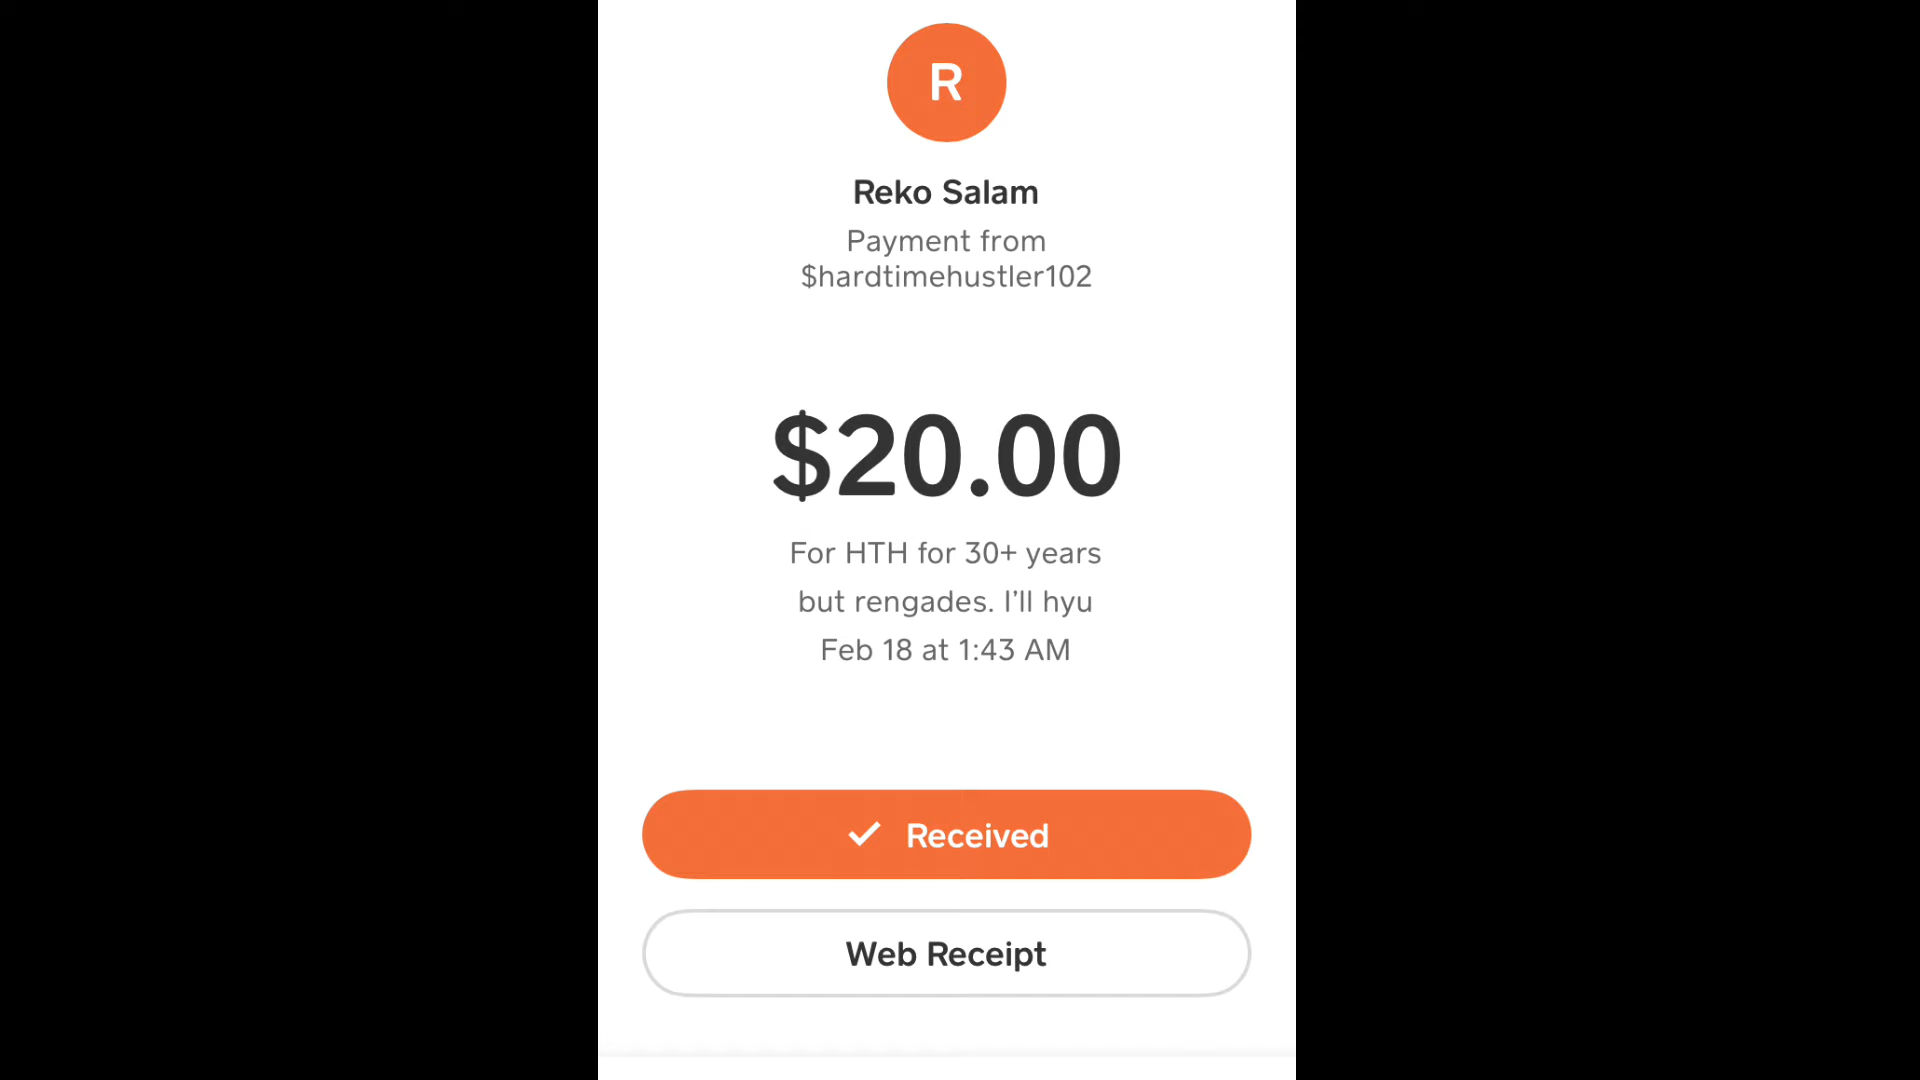 R
Reko Salam
Payment from
$hardtimehustler102
$20.00
For HTH for 30+ years
but rengades. I’ll hyu
Feb 18 at 1:43 AM
Received
Web Receipt